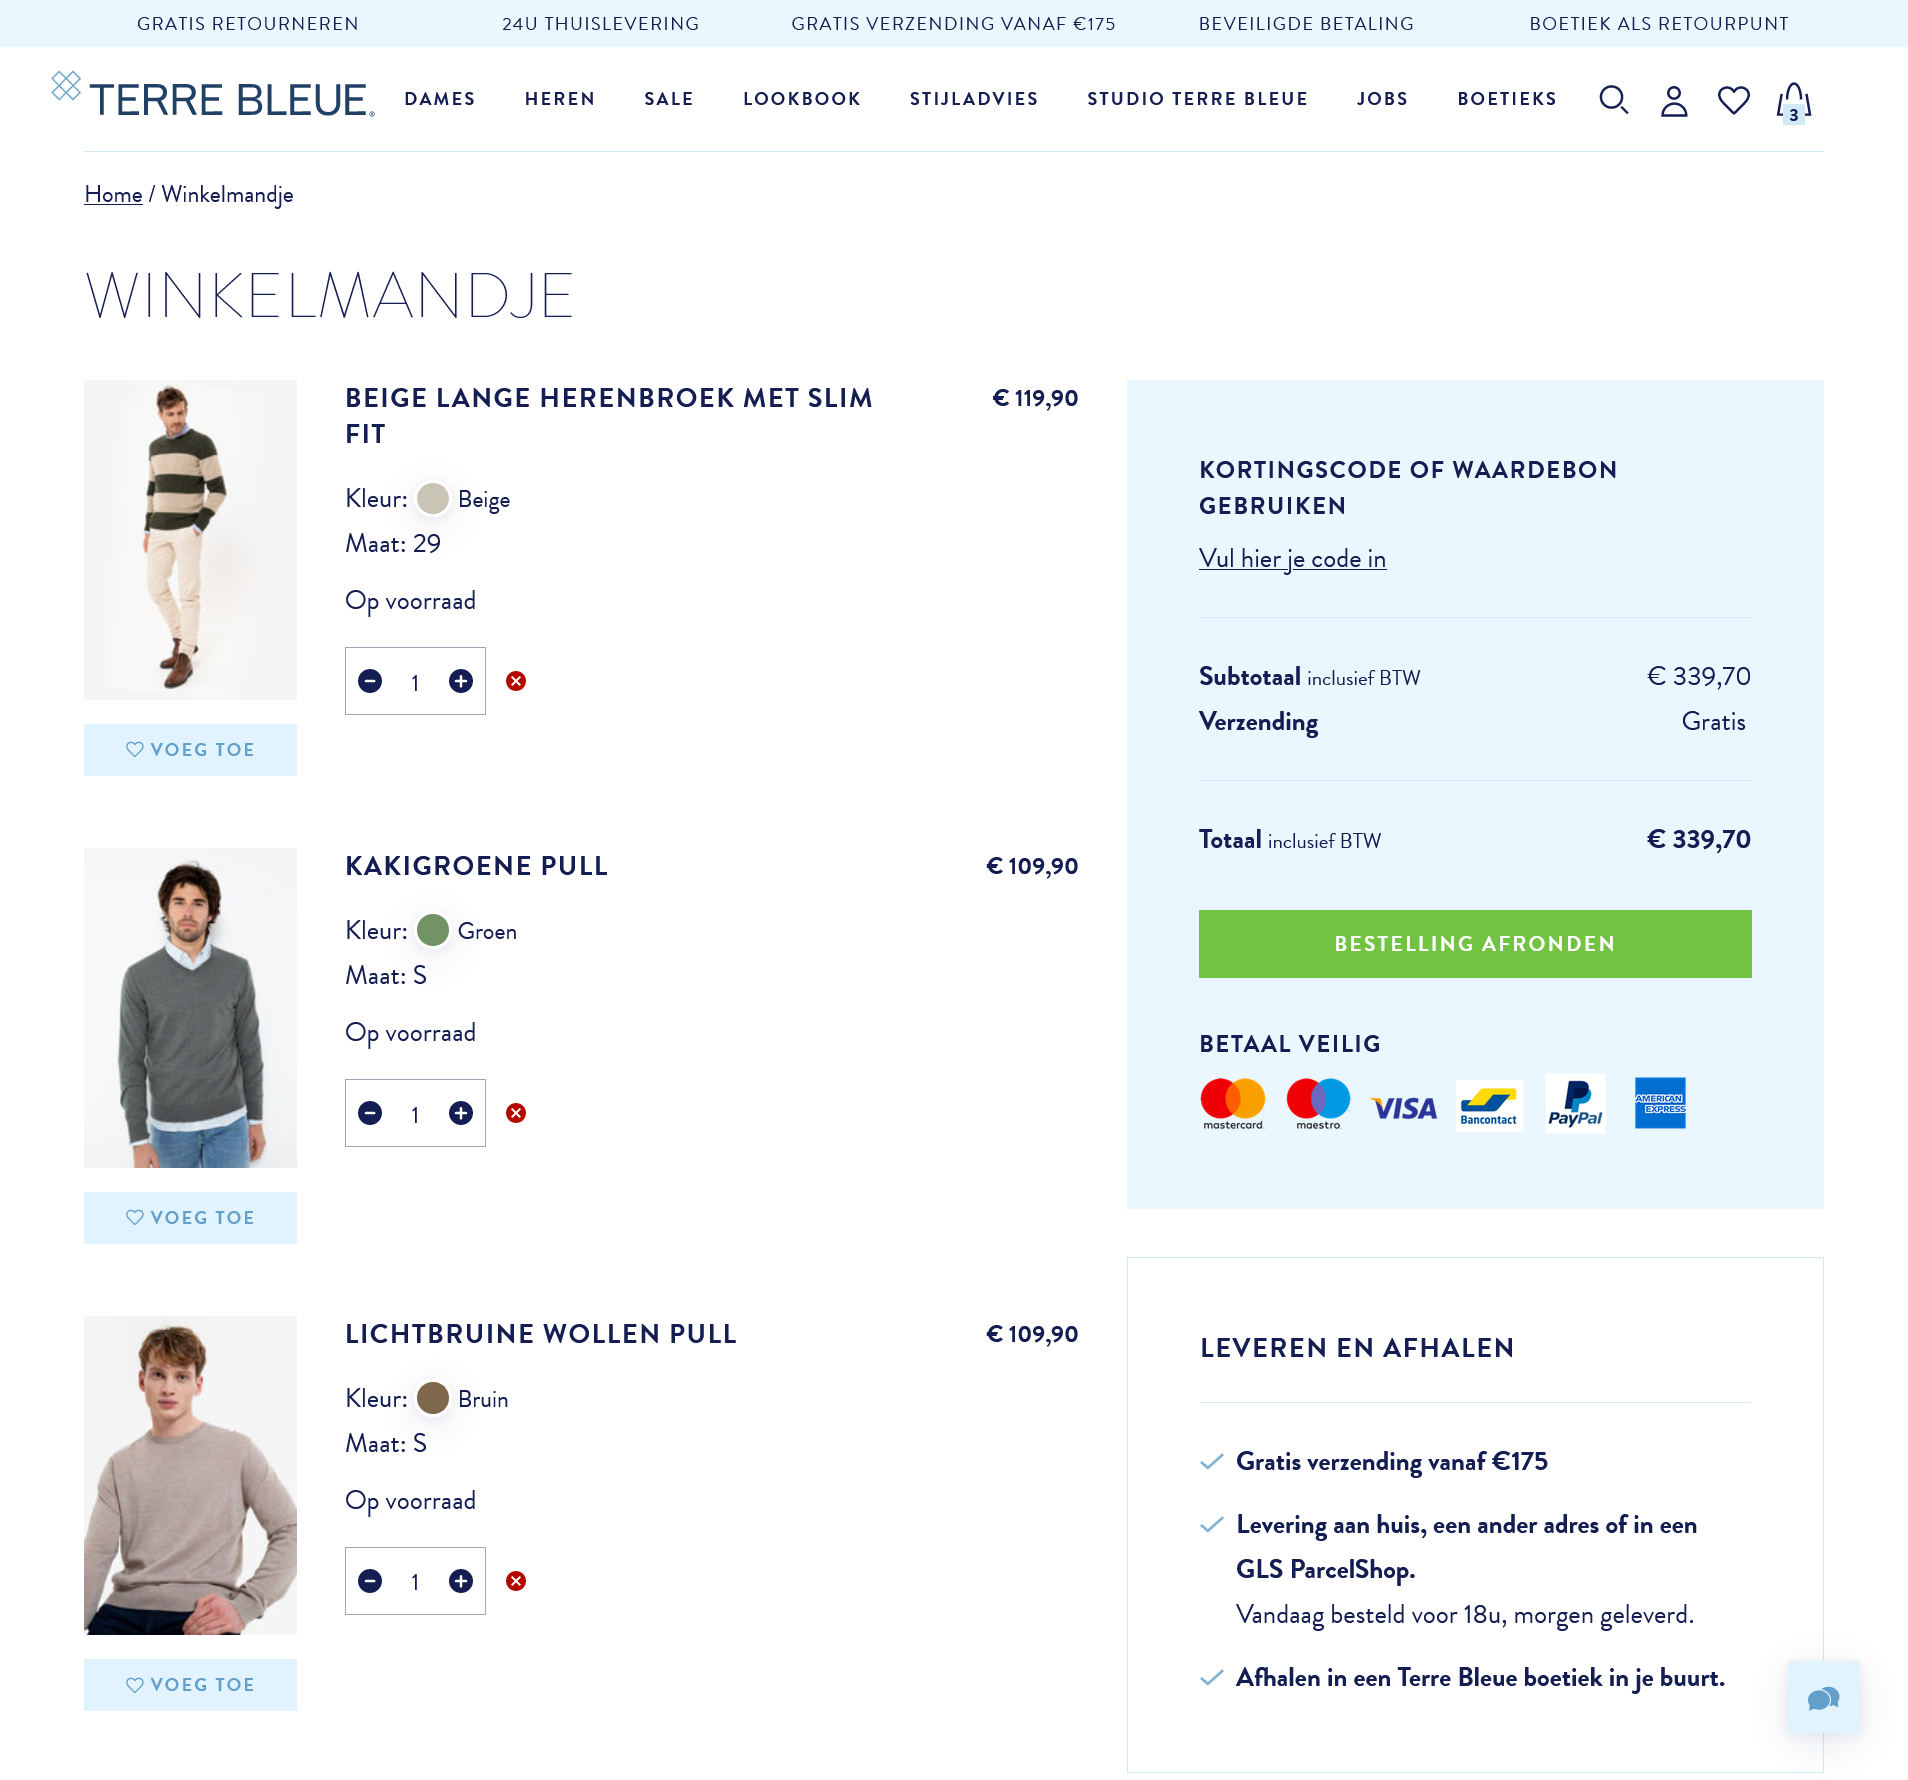 GRATIS RETOURNEREN
24U THUISLEVERING
GRATIS VERZENDING VANAF €175
BEVEILIGDE BETALING
BOETIEK ALS RETOURPUNT
TERRE BLEUE®
DAMES
HEREN
SALE
LOOKBOOK
STIJLADVIES
STUDIO TERRE BLEUE
JOBS
BOETIEKS
3
Home / Winkelmandje
WINKELMANDJE
BEIGE LANGE HERENBROEK MET SLIM
FIT
€ 119,90
Kleur: Beige
Maat: 29
Op voorraad
1
VOEG TOE
KAKIGROENE PULL
€ 109,90
Kleur: Groen
Maat: S
Op voorraad
1
VOEG TOE
LICHTBRUINE WOLLEN PULL
€ 109,90
Kleur: Bruin
Maat: S
Op voorraad
1
VOEG TOE
KORTINGSCODE OF WAARDEBON
GEBRUIKEN
Vul hier je code in
Subtotaal inclusief BTW € 339,70
Verzending Gratis
Totaal inclusief BTW € 339,70
BESTELLING AFRONDEN
BETAAL VEILIG
mastercard.
maestro.
VISA
Bancontact
PayPal
AMERICAN
EXPRESS
LEVEREN EN AFHALEN
Gratis verzending vanaf €175
Levering aan huis, een ander adres of in een
GLS ParcelShop.
Vandaag besteld voor 18u, morgen geleverd.
Afhalen in een Terre Bleue boetiek in je buurt.